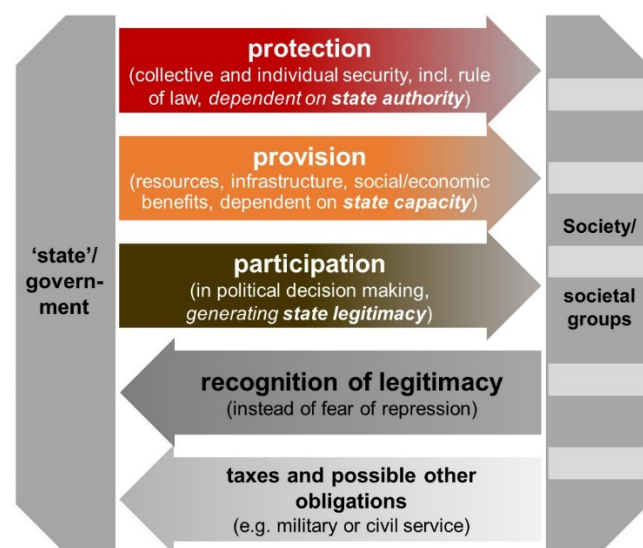 protection
(collective and individual security, incl. rule
of law, dependent on state authority)
provision
(resources, infrastructure, social/economic
benefits, dependent on state capacity)
‘state’/
govern-
ment
participation
(in political decision making,
generating state legitimacy)
Society/
societal
groups
recognition of legitimacy
(instead of fear of repression)
taxes and possible other
obligations
(e.g. military or civil service)